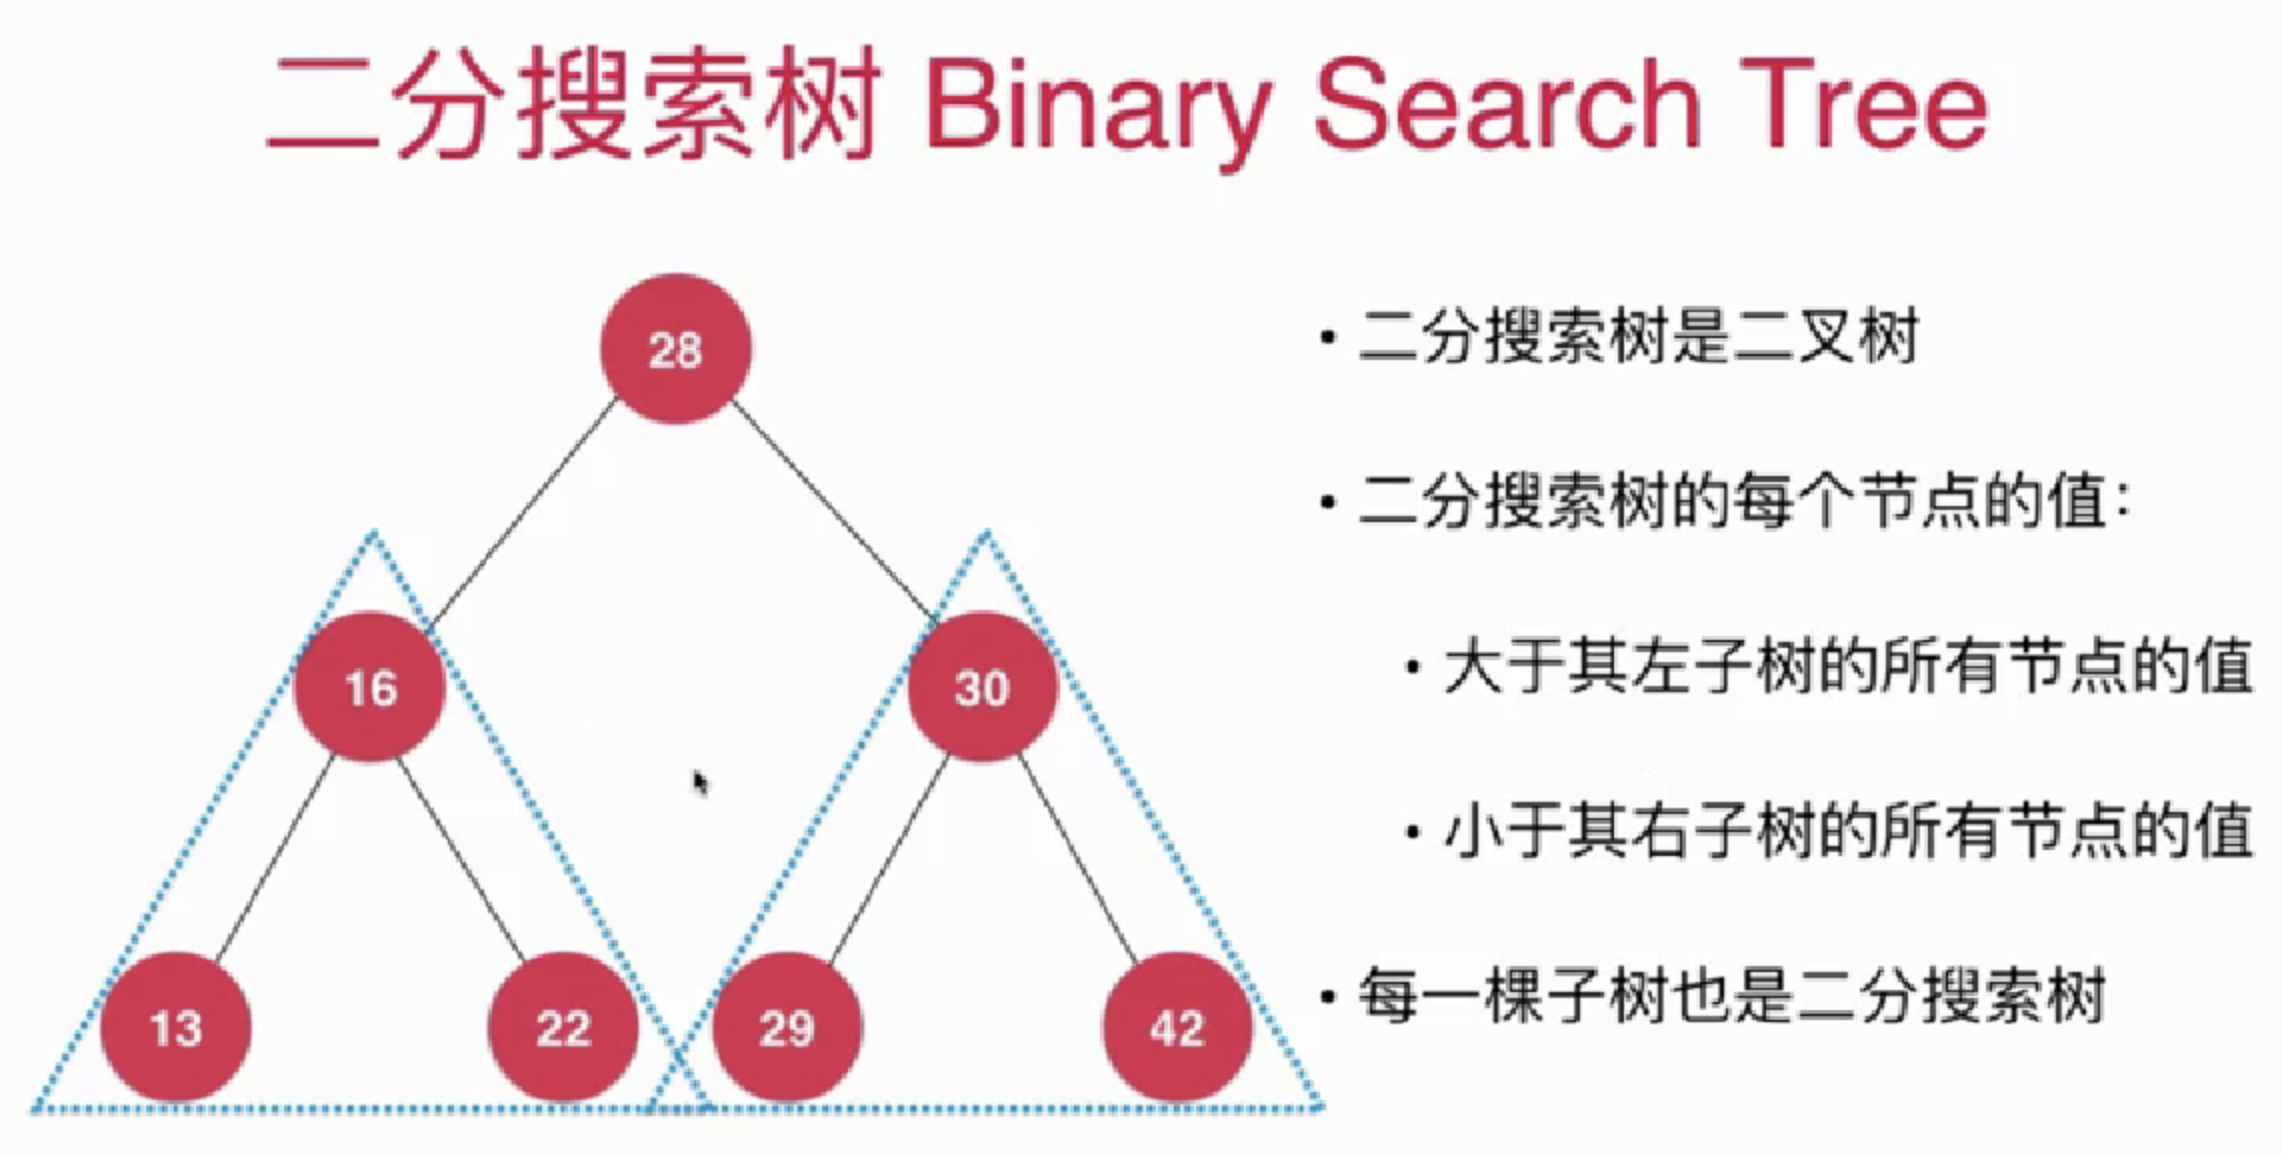 二分搜索树 Binary Search Tree
28
16
30
13
22
29
42
• 二分搜索树是二叉树
• 二分搜索树的每个节点的值：
• 大于其左子树的所有节点的值
• 小于其右子树的所有节点的值
• 每一棵子树也是二分搜索树